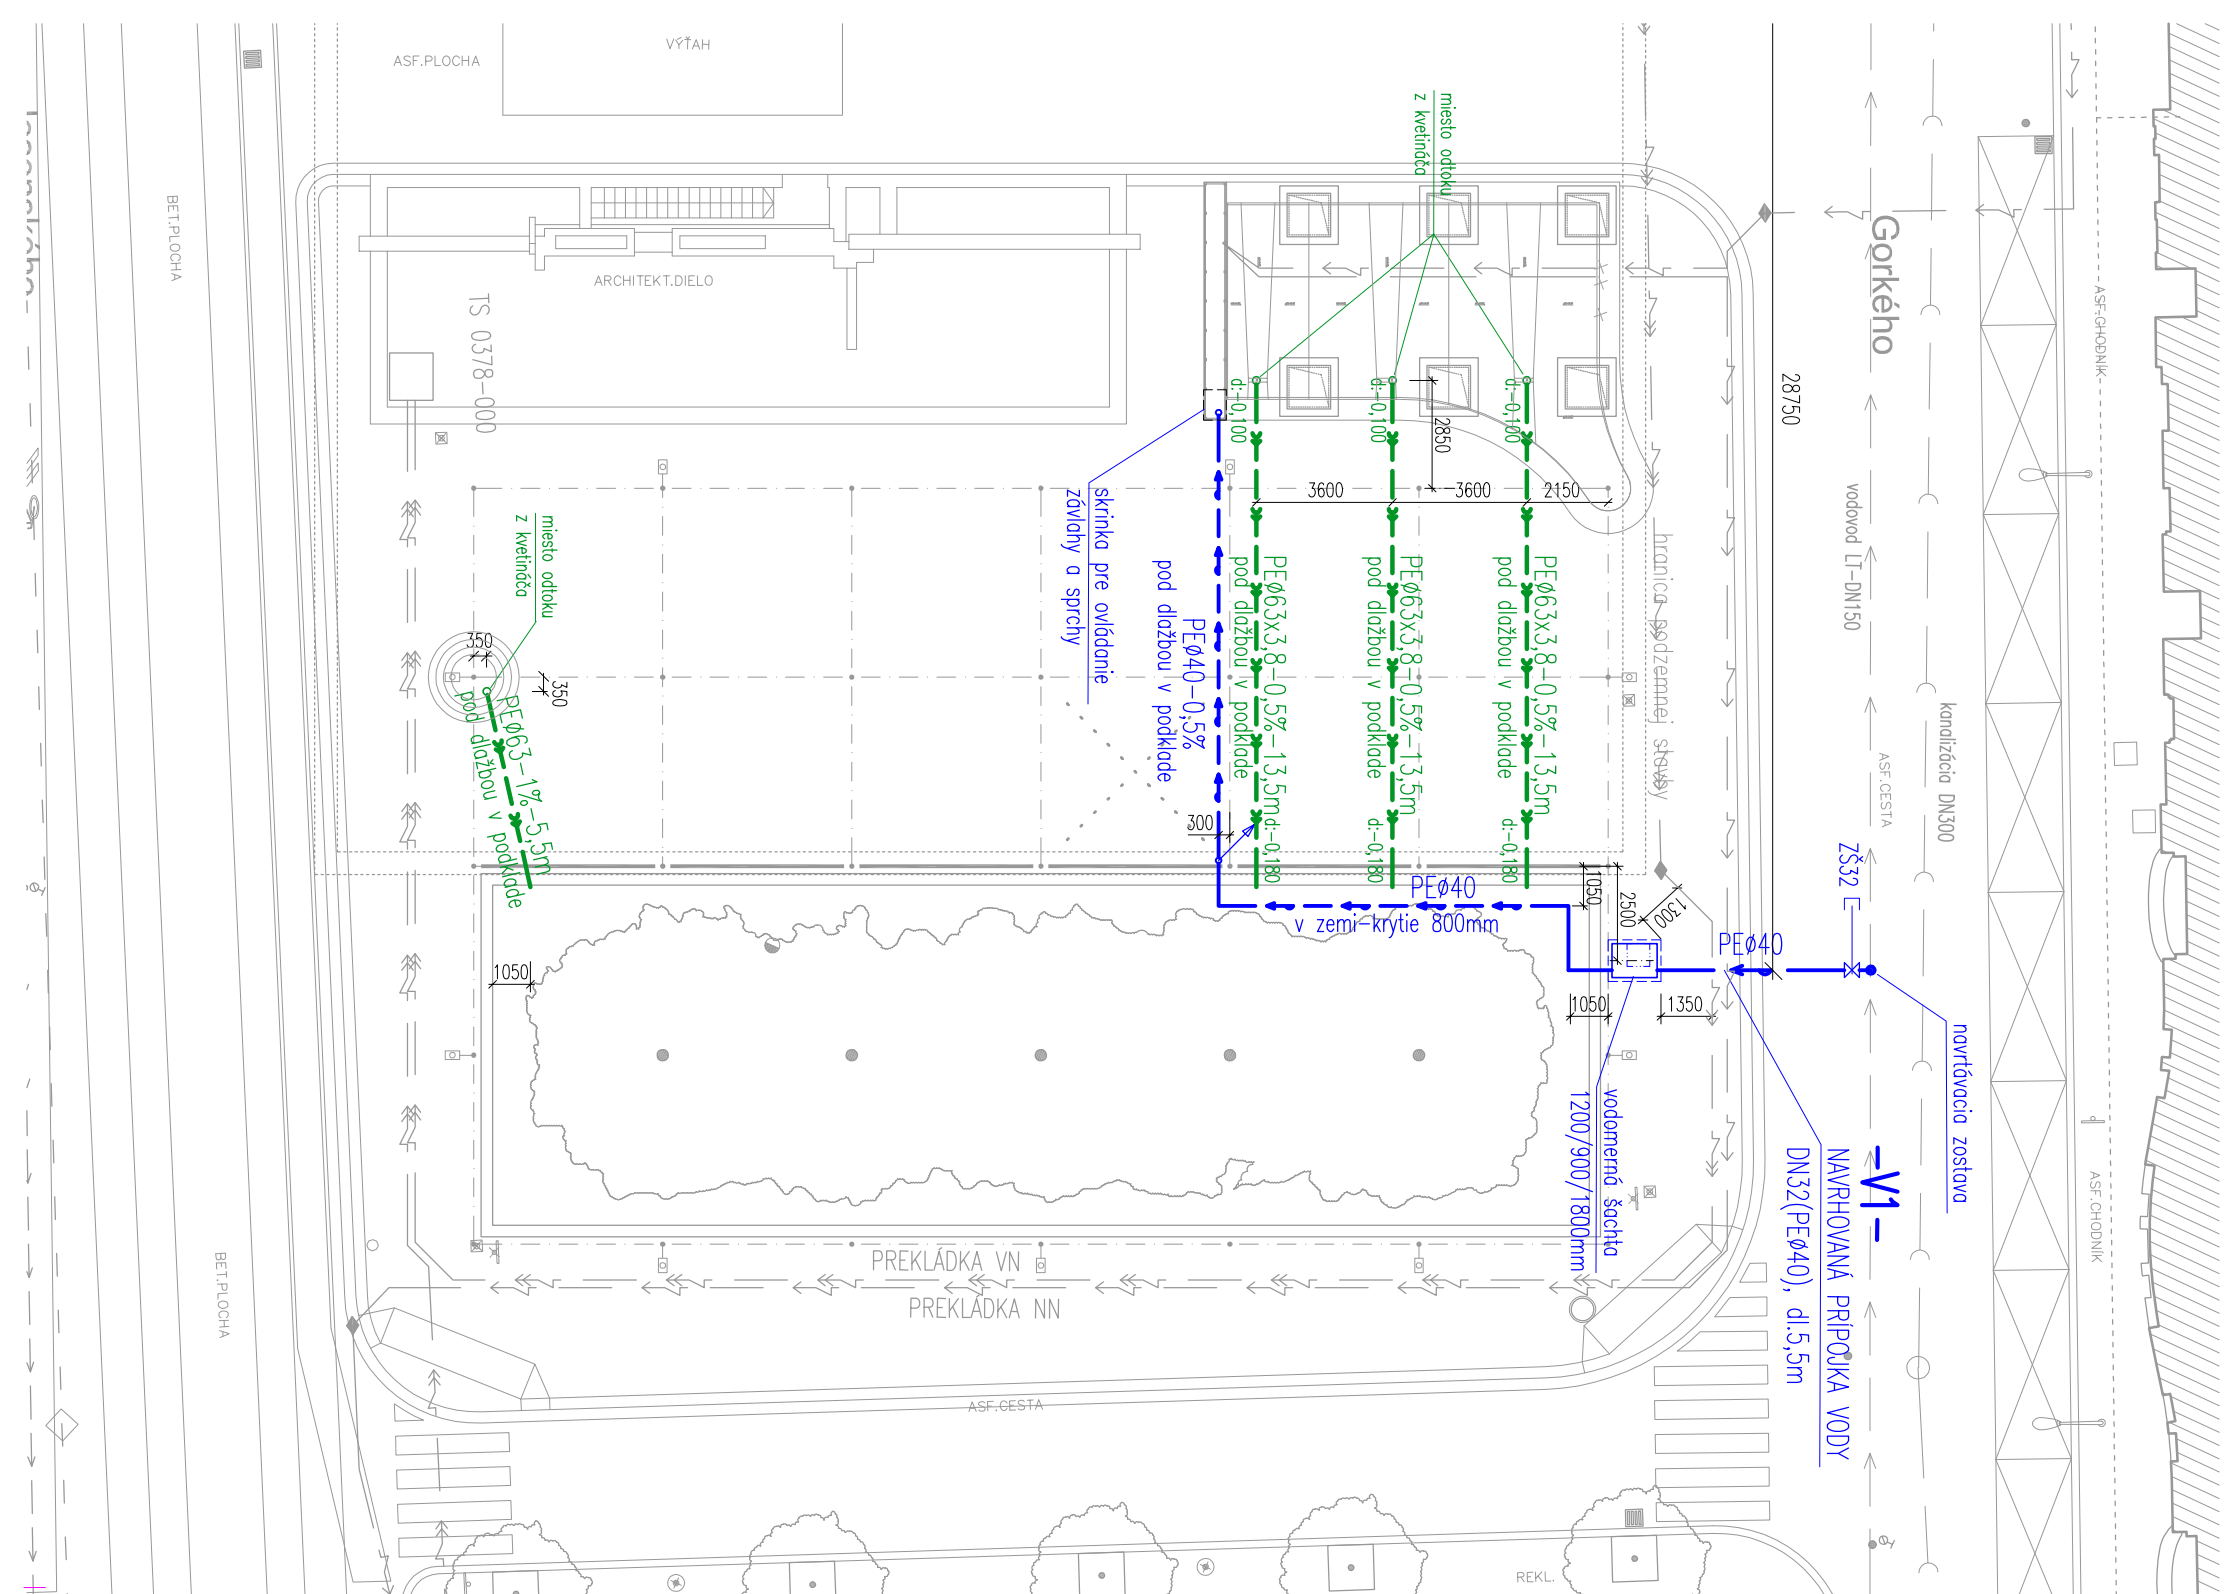 VÝŤAH
ASF.PLOCHA
BET.PLOCHA
ARCHITEKT.DIELO
TS 0378-000
miesto odtoku
z kvetináča
Gorkého
28750
ASF.CHODNÍK
vodovod LT-DN150
kanalizácia DN300
ASF.CESTA
hranica podzemnej stavby
d:-0,100
d:-0,100
d:-0,100
2850
3600
3600
2150
PEø63x3,8-0,5%-13,5m
pod dlažbou v podklade
PEø63x3,8-0,5%-13,5m
pod dlažbou v podklade
PEø63x3,8-0,5%-13,5m
pod dlažbou v podklade
d:-0,180
d:-0,180
d:-0,180
skrinka pre ovládanie
závlahy a sprchy
PEø40-0,5%
pod dlažbou v podklade
miesto odtoku
z kvetináča
350
350
PEø63-1%-5,5m
pod dlažbou v podklade
300
1050
2500
1300
ZŠ32
PEø40
v zemi-krytie 800mm
PEø40
1050
1050
1350
navrtávacia zostava
vodomerná šachta
1200/900/1800mm
-V1-
NAVRHOVANÁ PRÍPOJKA VODY
DN32(PEø40), dl.5,5m
ASF.CHODNÍK
BET.PLOCHA
PREKLÁDKA VN
PREKLÁDKA NN
ASF.CESTA
REKL.